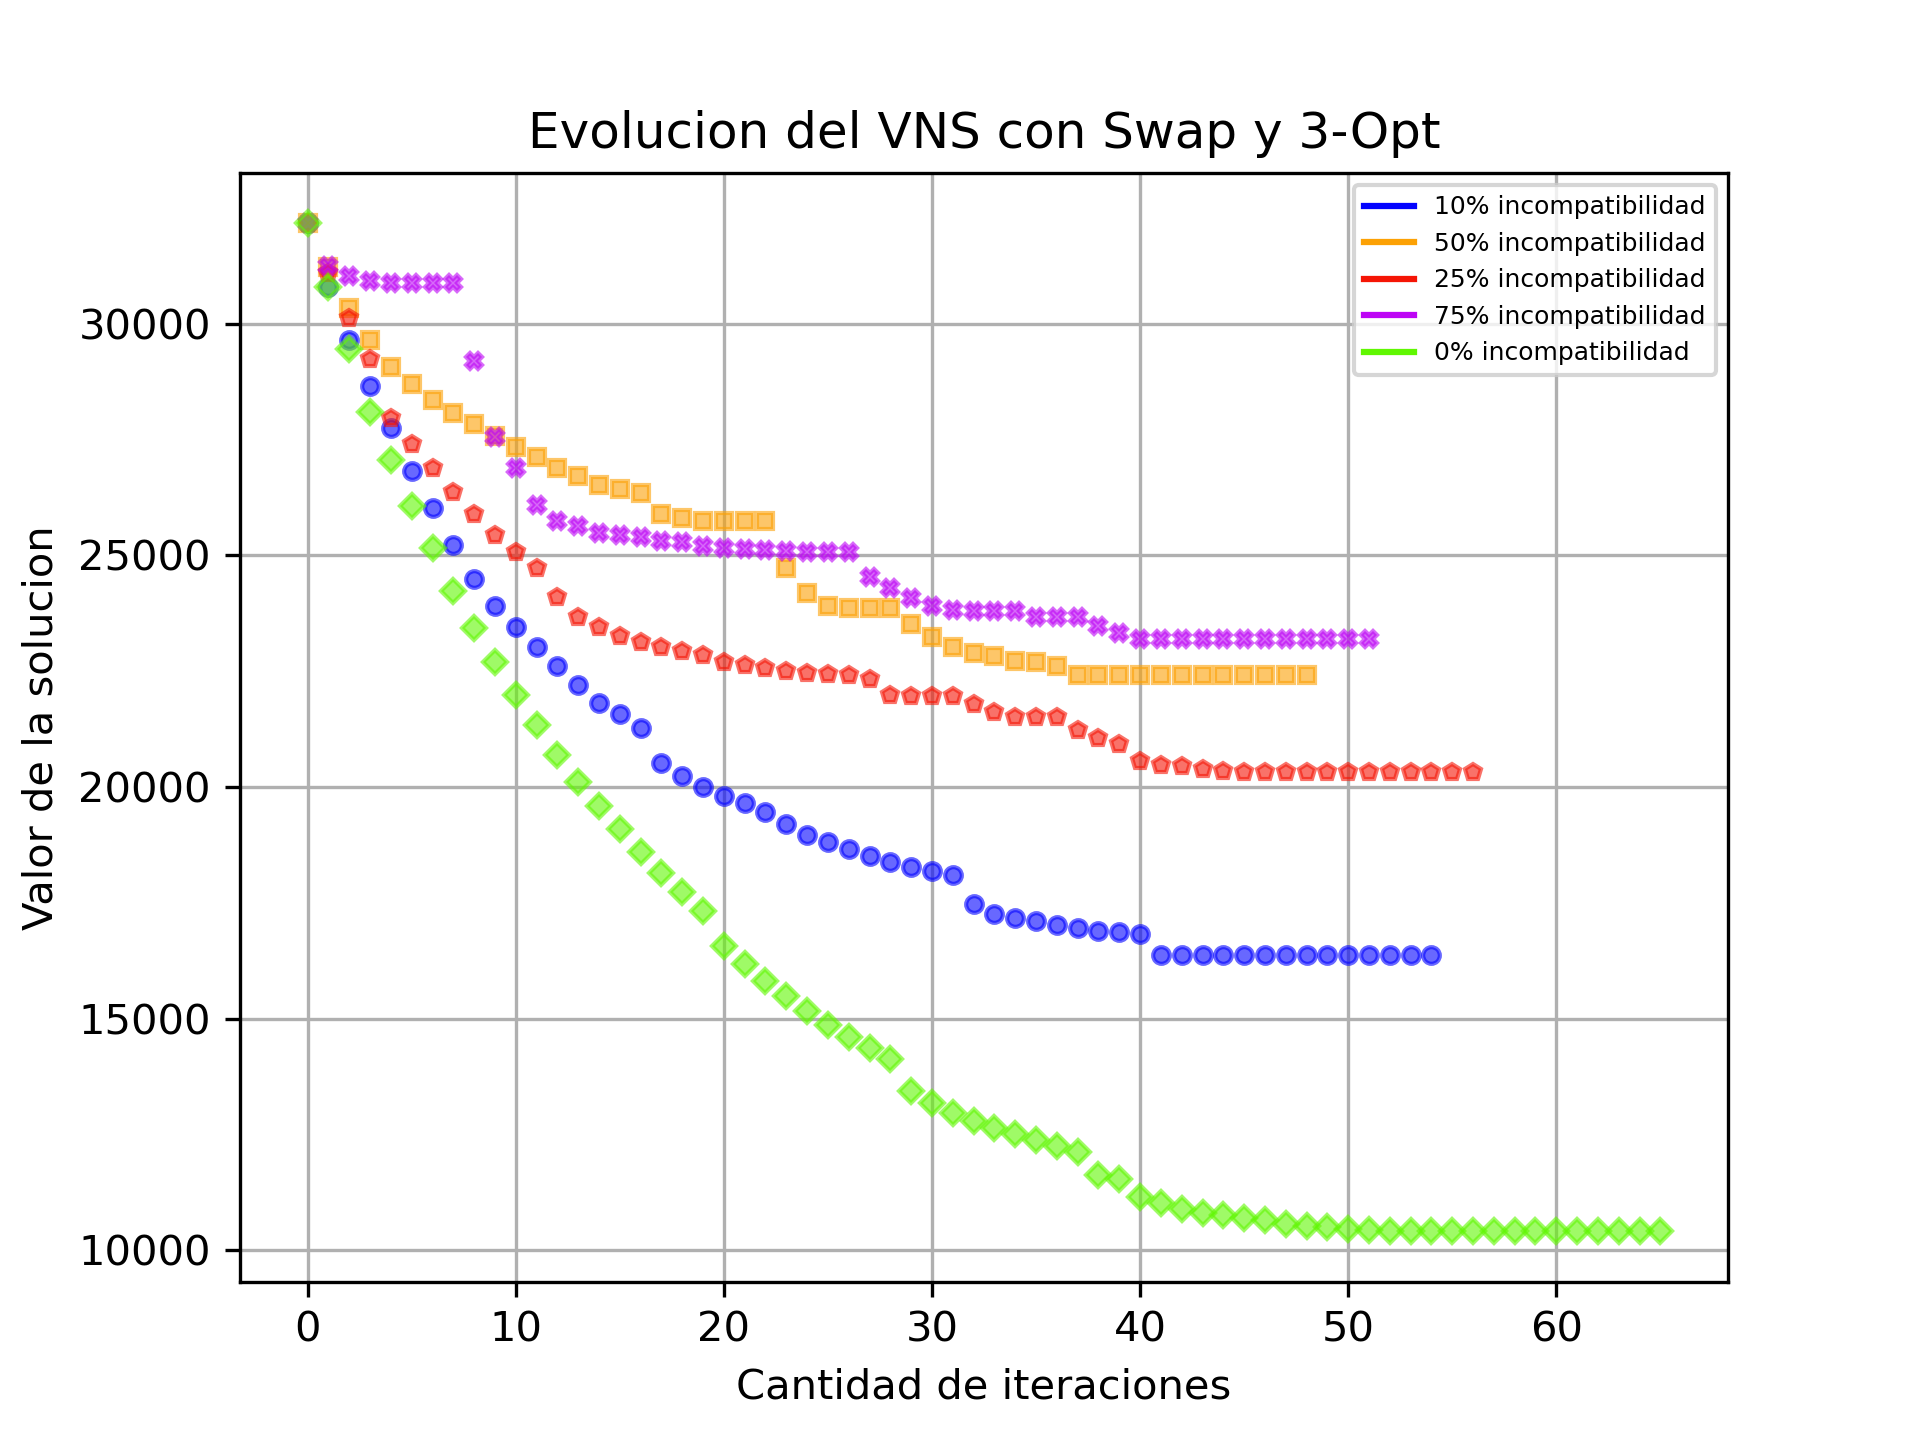 Evolucion del VNS con Swap y 3-Opt
10% incompatibilidad
50% incompatibilidad
25% incompatibilidad
75% incompatibilidad
0% incompatibilidad
Valor de la solucion
30000
25000
20000
15000
10000
0 10 20 30 40 50 60
Cantidad de iteraciones